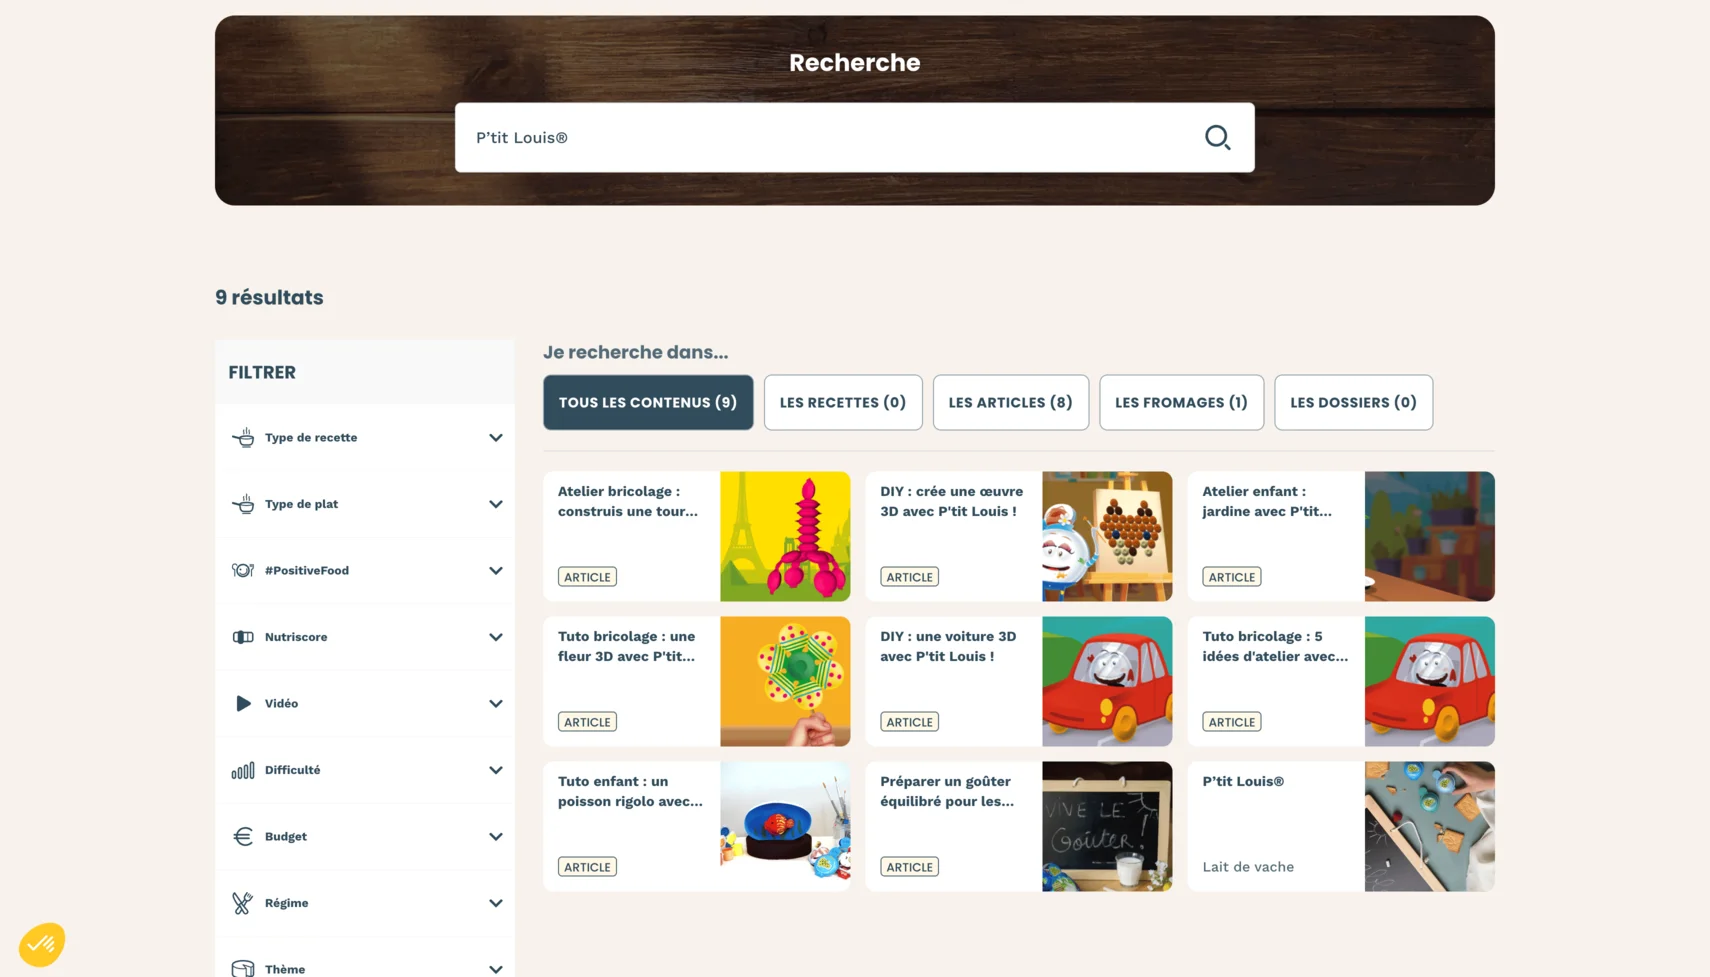 Recherche
P’tit Louis®
9 résultats
FILTRER
Type de recette
Type de plat
#PositiveFood
Nutriscore
Vidéo
Difficulté
Budget
Régime
Thème
Je recherche dans...
TOUS LES CONTENUS (9)
LES RECETTES (0)
LES ARTICLES (8)
LES FROMAGES (1)
LES DOSSIERS (0)
Atelier bricolage :
construis une tour...
ARTICLE
DIY : crée une œuvre
3D avec P'tit Louis !
ARTICLE
Atelier enfant :
jardine avec P'tit...
ARTICLE
Tuto bricolage : une
fleur 3D avec P'tit...
ARTICLE
DIY : une voiture 3D
avec P'tit Louis !
ARTICLE
Tuto bricolage : 5
idées d'atelier avec...
ARTICLE
Tuto enfant : un
poisson rigolo avec...
ARTICLE
Préparer un goûter
équilibré pour les...
ARTICLE
VIVE LE
Goûter !
P’tit Louis®
Lait de vache